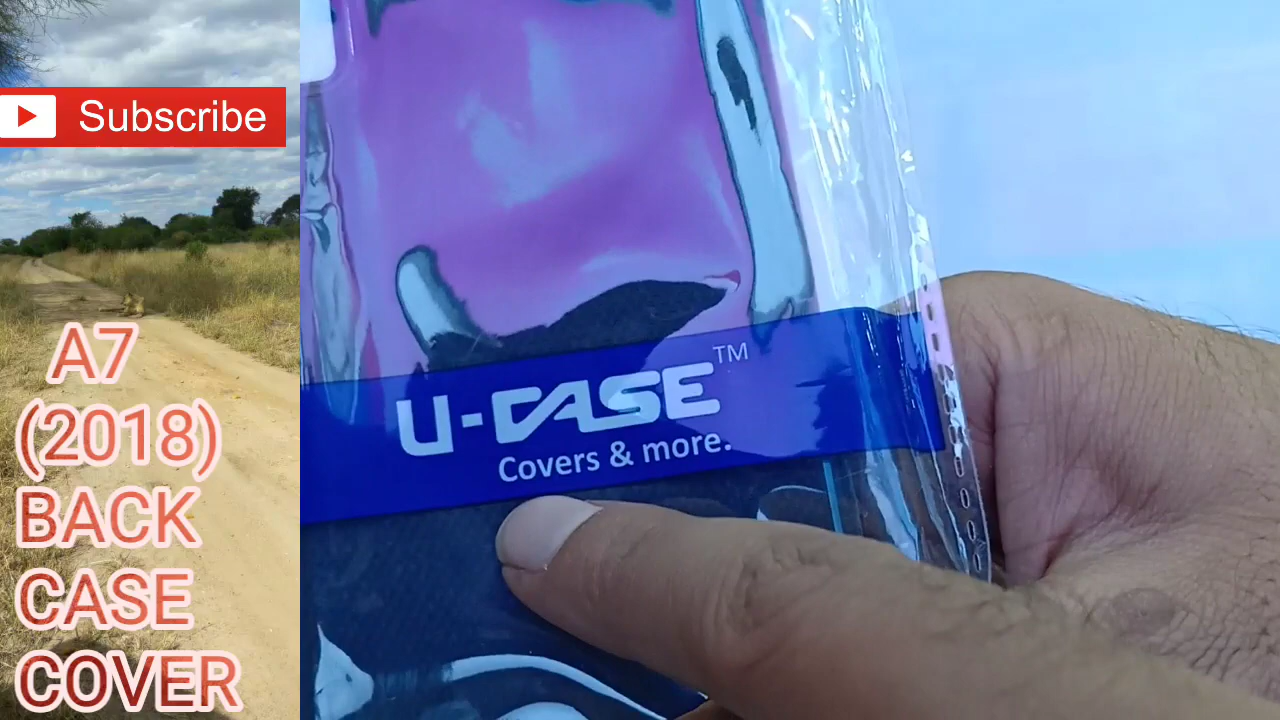 Subscribe
A7
(2018)
BACK
CASE
COVER
U-CASE™
Covers & more.